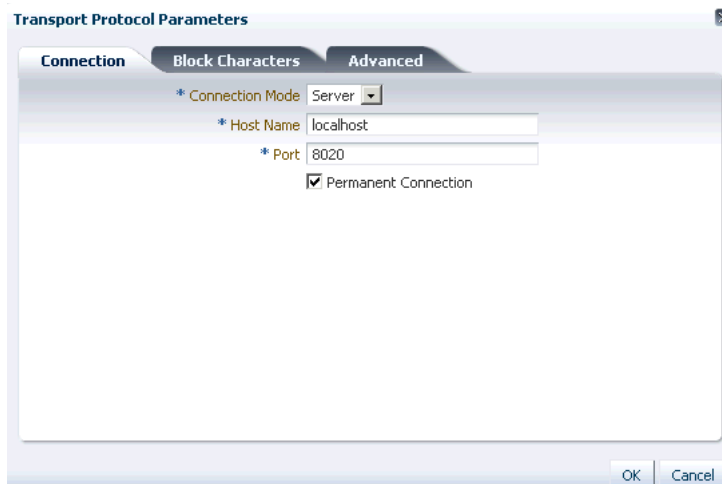 Transport Protocol Parameters
Connection Block Characters Advanced
* Connection Mode Server
* Host Name localhost
* Port 8020
Permanent Connection
OK Cancel